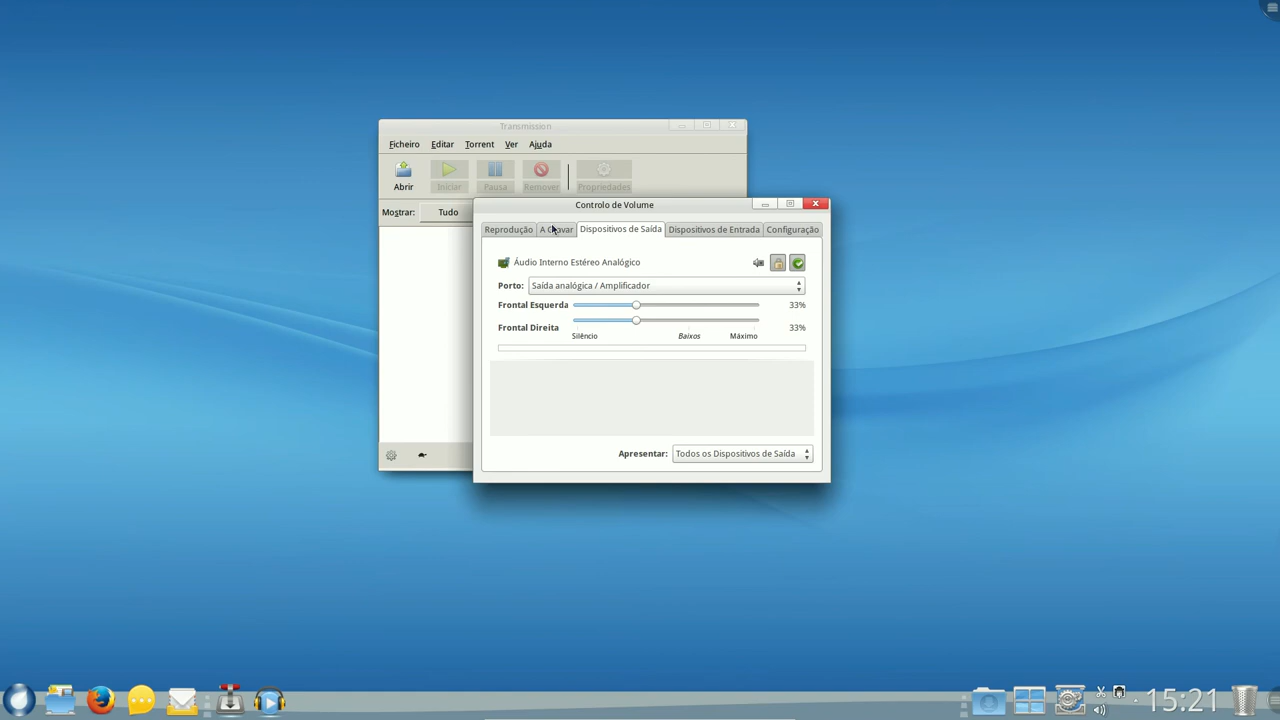 Transmission
Ficheiro Editar Torrent Ver Ajuda
Abrir Iniciar Pausa Remover Propriedades
Mostrar: Tudo
Controlo de Volume
Reprodução A Gravar Dispositivos de Saída Dispositivos de Entrada Configuração
Áudio Interno Estéreo Analógico
Porto: Saída analógica / Amplificador
Frontal Esquerda 33%
Frontal Direita 33%
Silêncio Baixos Máximo
Apresentar: Todos os Dispositivos de Saída
15:21